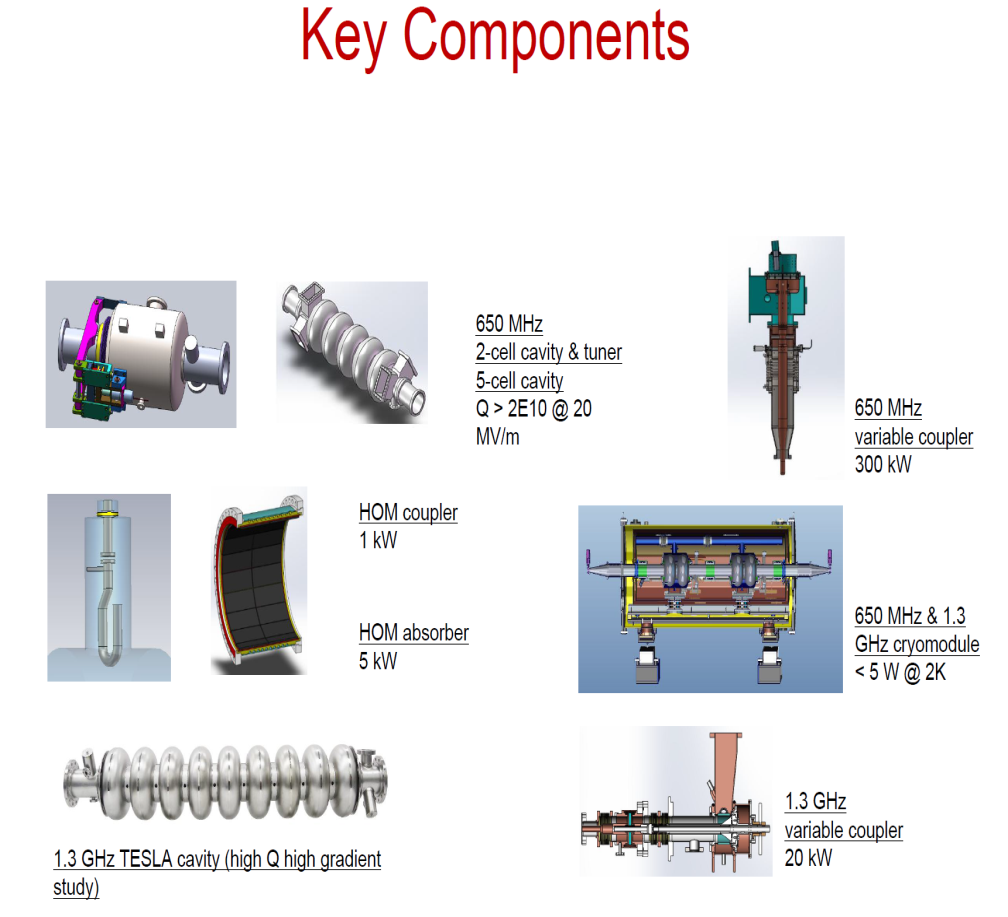 Key Components
650 MHz
2-cell cavity & tuner
5-cell cavity
Q > 2E10 @ 20
MV/m
650 MHz
variable coupler
300 kW
HOM coupler
1 kW
HOM absorber
5 kW
650 MHz & 1.3
GHz cryomodule
< 5 W @ 2K
1.3 GHz TESLA cavity (high Q high gradient
study)
1.3 GHz
variable coupler
20 kW